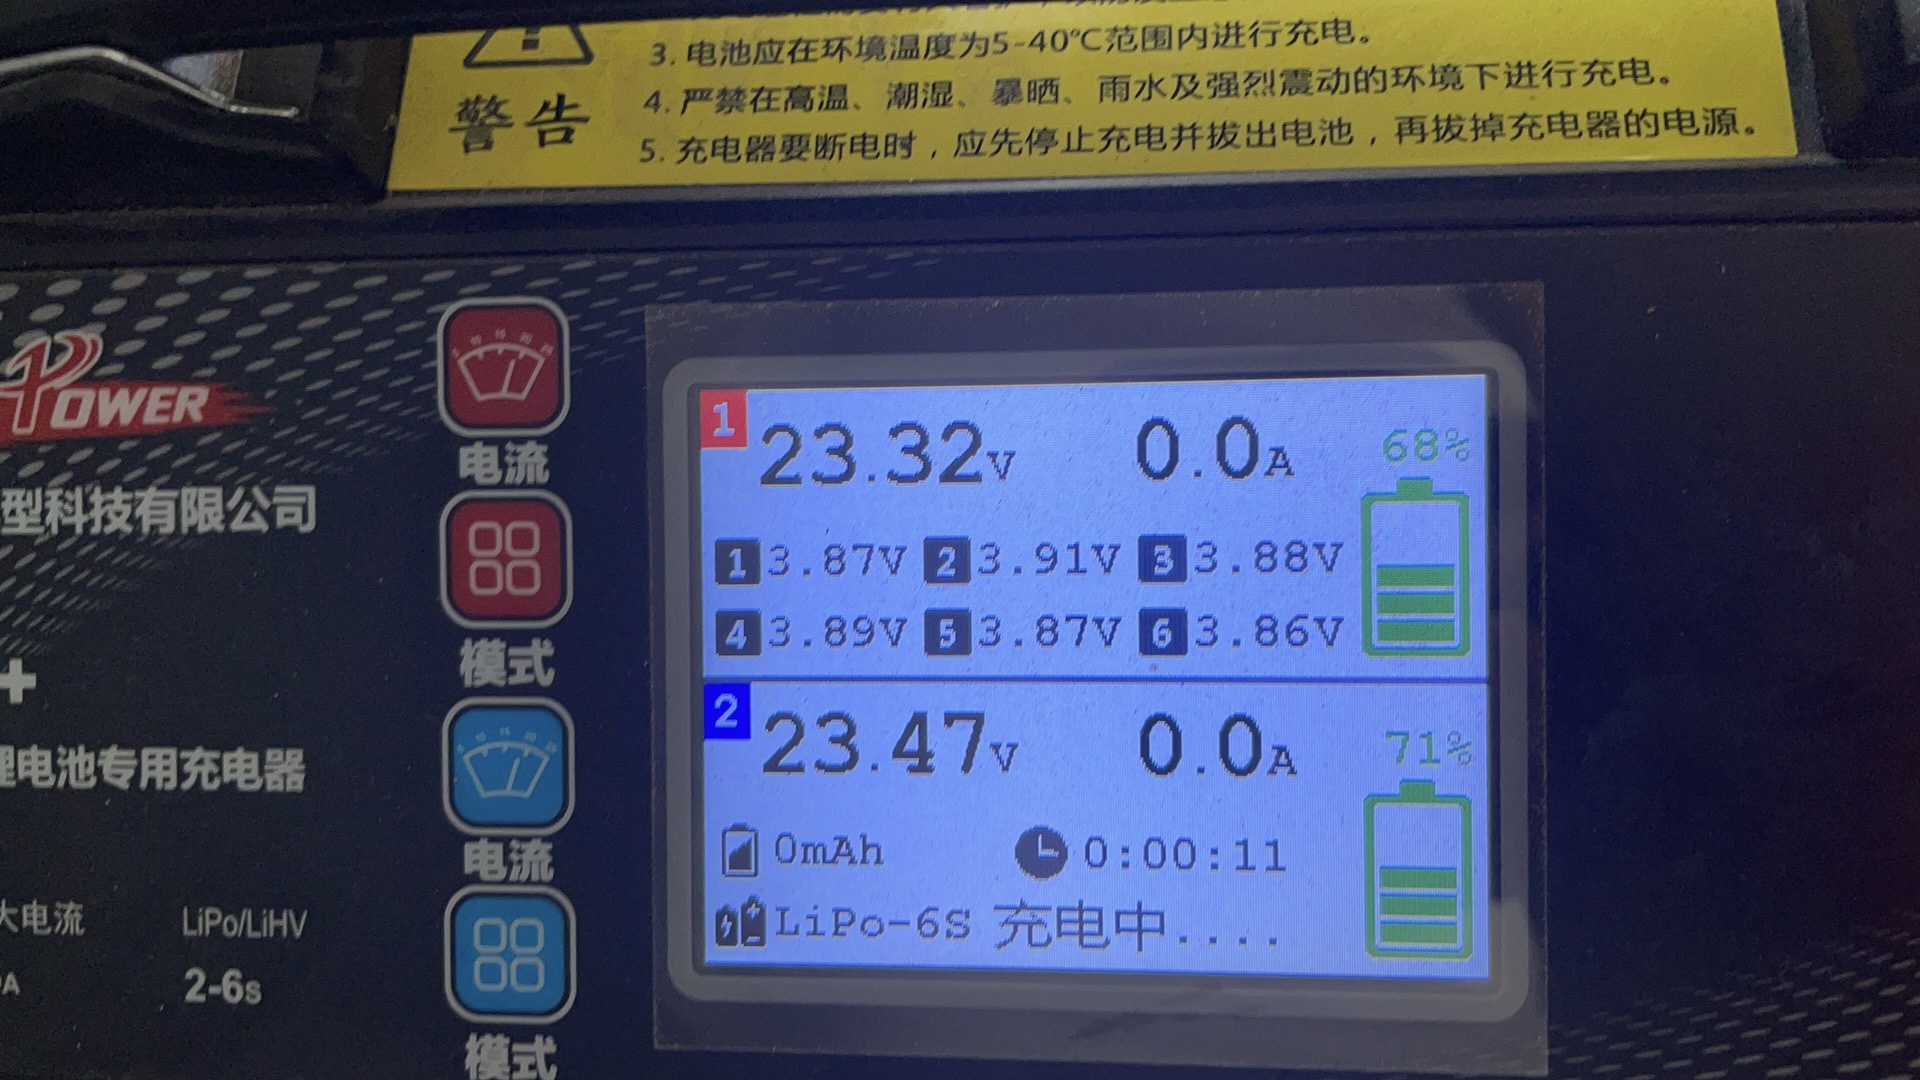 3. 电池应在环境温度为5-40℃范围内进行充电。
4. 严禁在高温、潮湿、暴晒、雨水及强烈震动的环境下进行充电。
5. 充电器要断电时，应先停止充电并拔出电池，再拔掉充电器的电源。
警告
POWER
型科技有限公司
+
电池专用充电器
大电流
LiPo/LiHV
A
2-6s
电流
模式
电流
模式
1 23.32V 0.0A 68%
1 3.87V 2 3.91V 3 3.88V
4 3.89V 5 3.87V 6 3.86V
2 23.47V 0.0A 71%
0mAh 0:00:11
LiPo-6S 充电中....